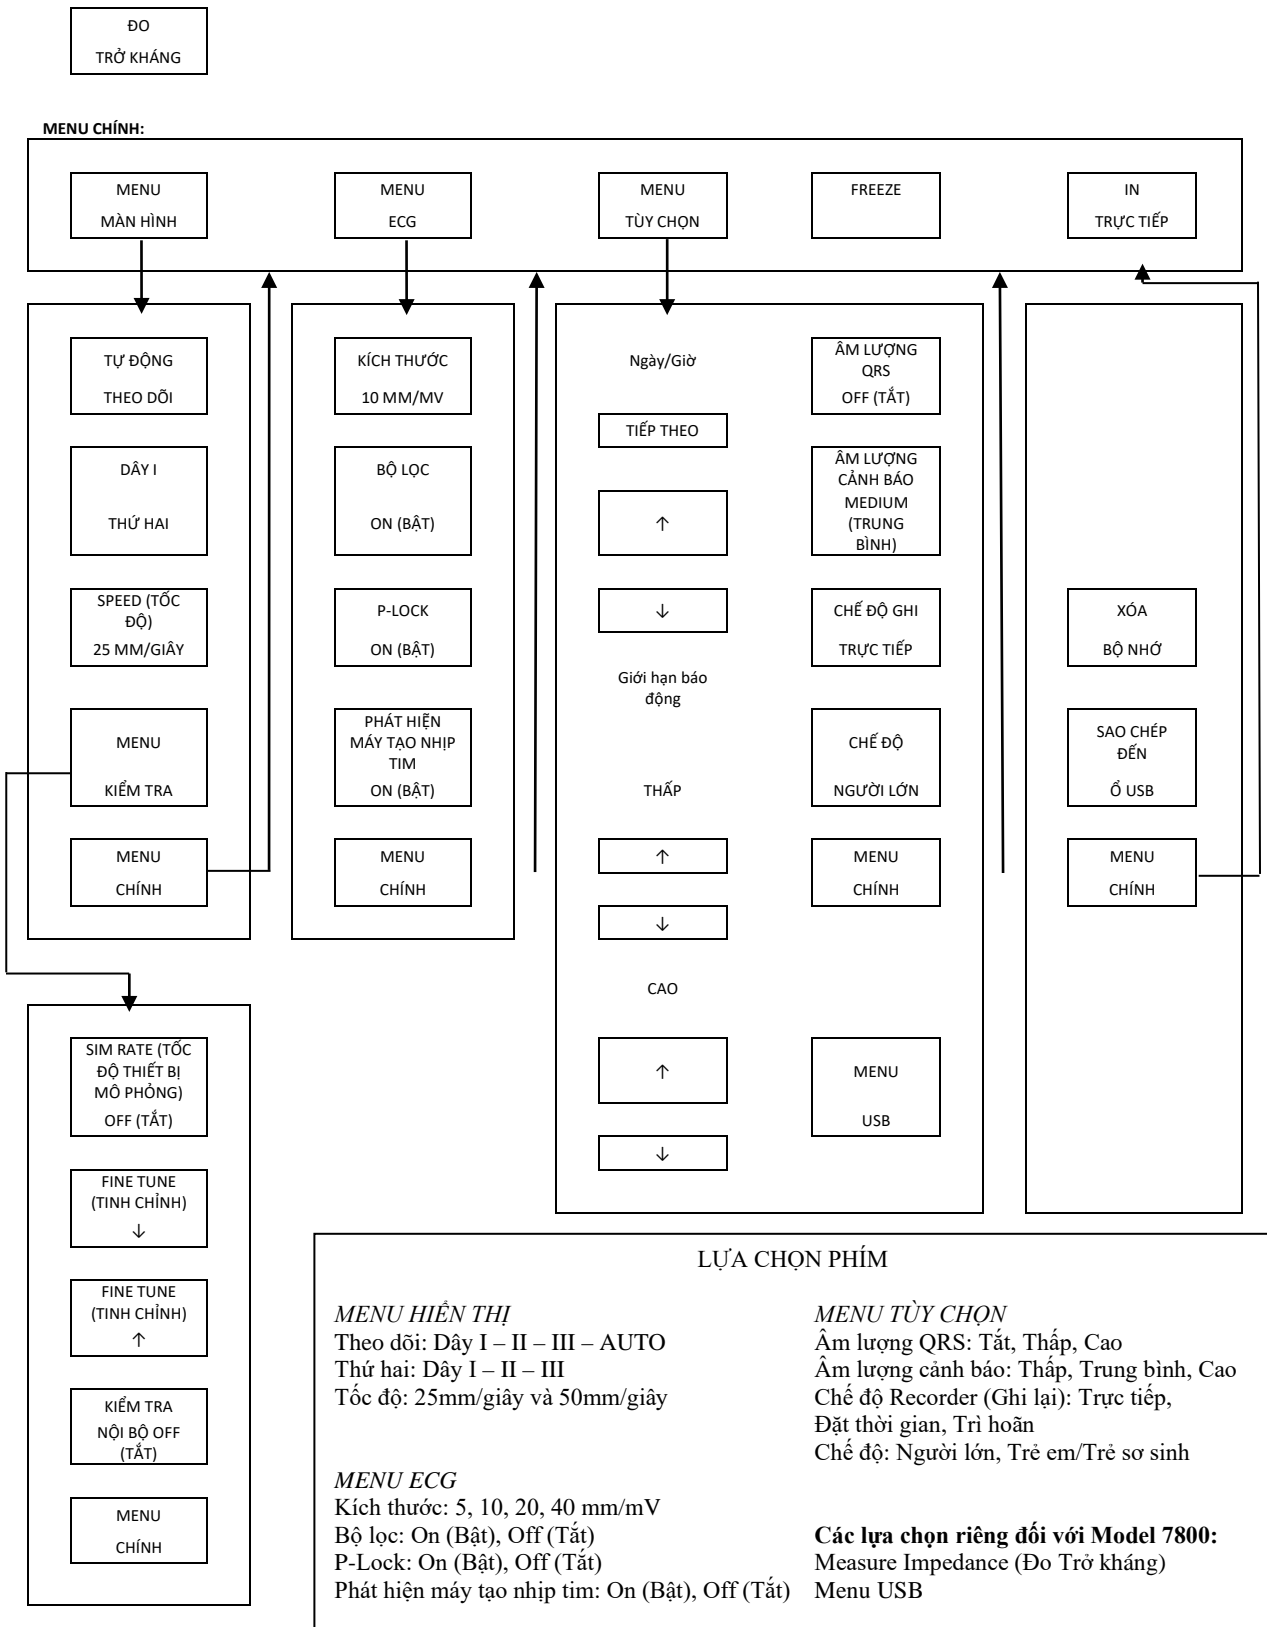 ĐO
TRỞ KHÁNG
MENU CHÍNH:
MENU
MÀN HÌNH
MENU
ECG
MENU
TÙY CHỌN
FREEZE
IN
TRỰC TIẾP
TỰ ĐỘNG
THEO DÕI
DÂY I
THỨ HAI
SPEED (TỐC
ĐỘ)
25 MM/GIÂY
MENU
KIỂM TRA
MENU
CHÍNH
KÍCH THƯỚC
10 MM/MV
BỘ LỌC
ON (BẬT)
P-LOCK
ON (BẬT)
PHÁT HIỆN
MÁY TẠO NHỊP
TIM
ON (BẬT)
MENU
CHÍNH
Ngày/Giờ
TIẾP THEO
↑
↓
Giới hạn báo
động
THẤP
↑
↓
CAO
↑
↓
ÂM LƯỢNG
QRS
OFF (TẮT)
ÂM LƯỢNG
CẢNH BÁO
MEDIUM
(TRUNG
BÌNH)
CHẾ ĐỘ GHI
TRỰC TIẾP
CHẾ ĐỘ
NGƯỜI LỚN
MENU
CHÍNH
MENU
USB
XÓA
BỘ NHỚ
SAO CHÉP
ĐẾN
Ổ USB
MENU
CHÍNH
SIM RATE (TỐC
ĐỘ THIẾT BỊ
MÔ PHỎNG)
OFF (TẮT)
FINE TUNE
(TINH CHỈNH)
↓
FINE TUNE
(TINH CHỈNH)
↑
KIỂM TRA
NỘI BỘ OFF
(TẮT)
MENU
CHÍNH
LỰA CHỌN PHÍM
MENU HIỂN THỊ
Theo dõi: Dây I – II – III – AUTO
Thứ hai: Dây I – II – III
Tốc độ: 25mm/giây và 50mm/giây
MENU ECG
Kích thước: 5, 10, 20, 40 mm/mV
Bộ lọc: On (Bật), Off (Tắt)
P-Lock: On (Bật), Off (Tắt)
Phát hiện máy tạo nhịp tim: On (Bật), Off (Tắt)
MENU TÙY CHỌN
Âm lượng QRS: Tắt, Thấp, Cao
Âm lượng cảnh báo: Thấp, Trung bình, Cao
Chế độ Recorder (Ghi lại): Trực tiếp,
Đặt thời gian, Trì hoãn
Chế độ: Người lớn, Trẻ em/Trẻ sơ sinh
Các lựa chọn riêng đối với Model 7800:
Measure Impedance (Đo Trở kháng)
Menu USB